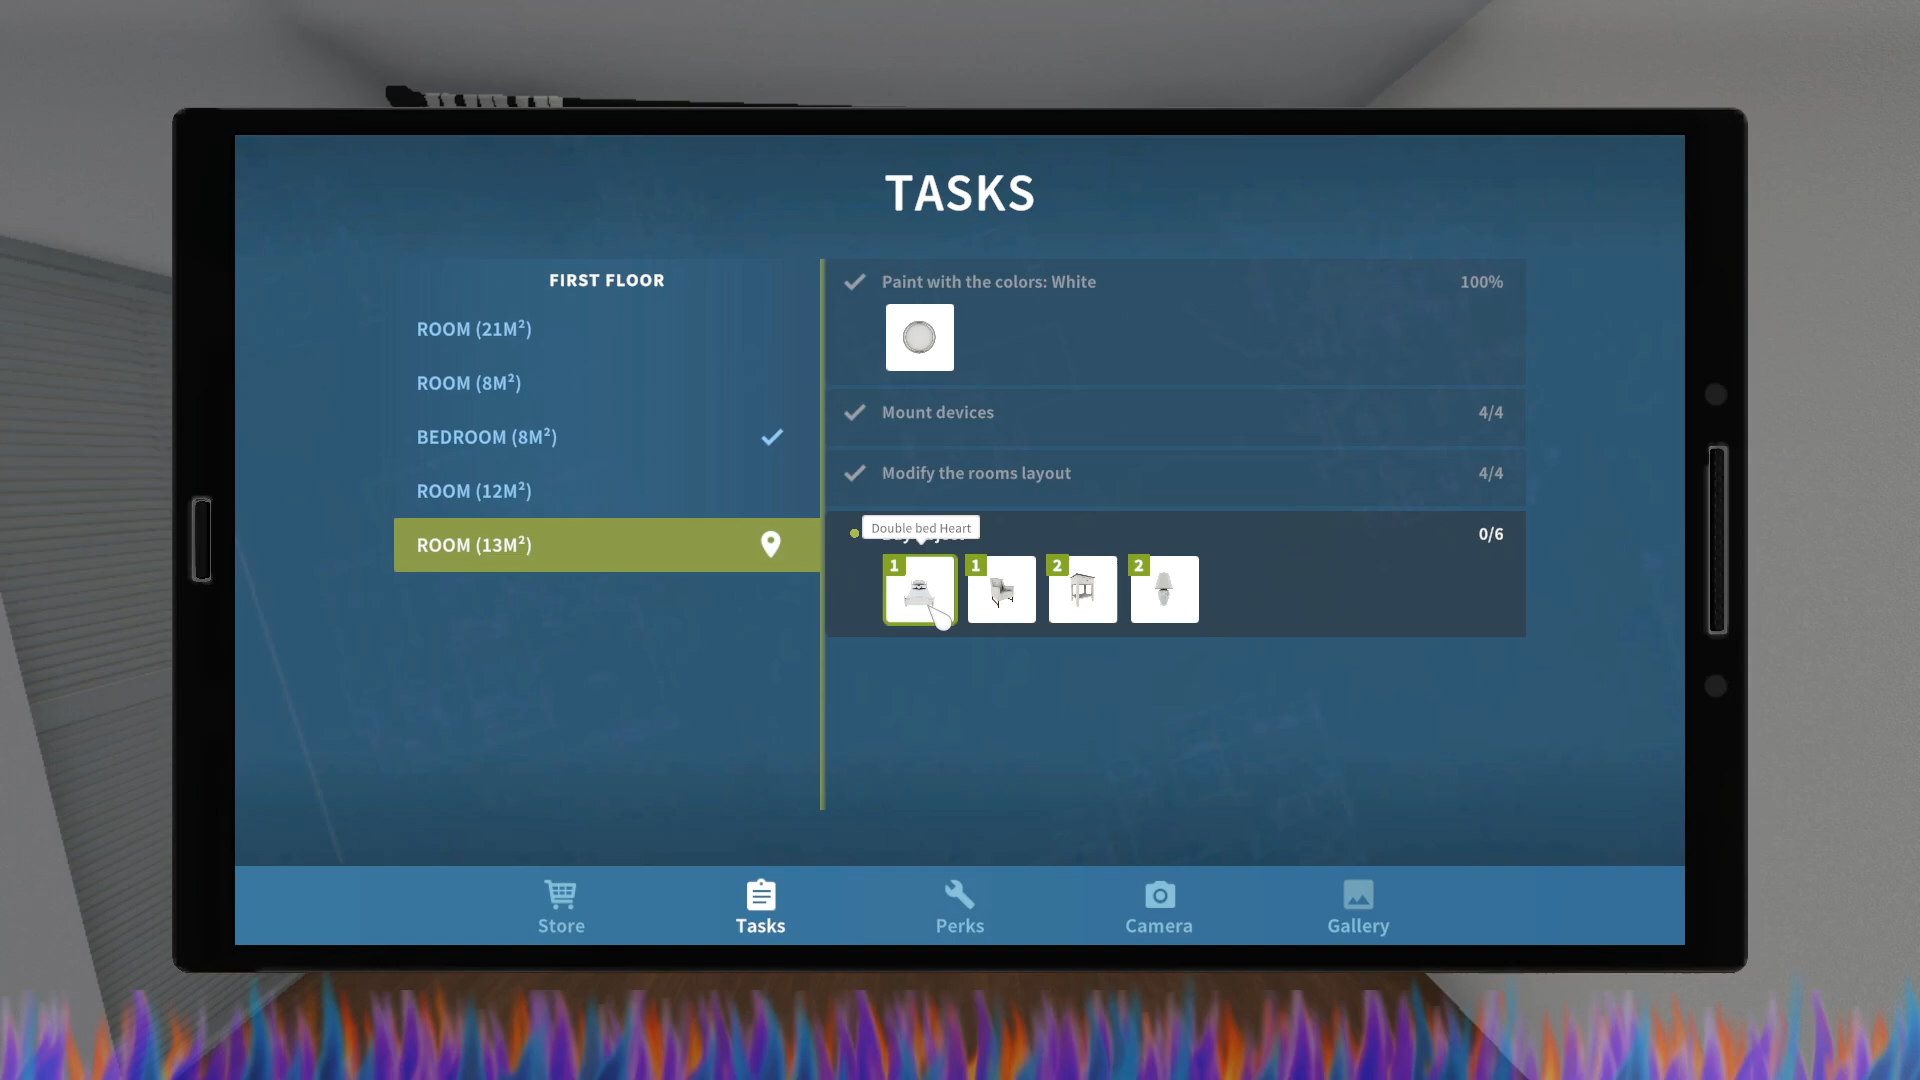 TASKS
FIRST FLOOR
ROOM (21M²)
ROOM (8M²)
BEDROOM (8M²)
ROOM (12M²)
ROOM (13M²)
Paint with the colors: White 100%
Mount devices 4/4
Modify the rooms layout 4/4
Double bed Heart
0/6
1 1 2 2
Store Tasks Perks Camera Gallery